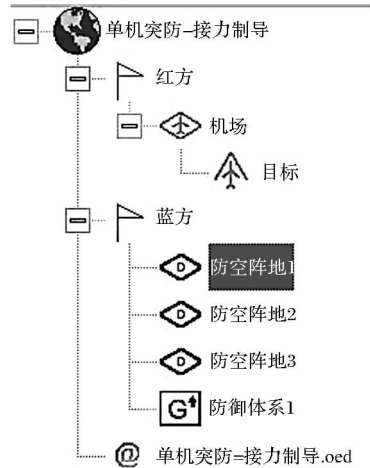 单机突防-接力制导
红方
机场
目标
蓝方
D 防空阵地1
D 防空阵地2
D 防空阵地3
G 防御体系1
@ 单机突防=接力制导.oed